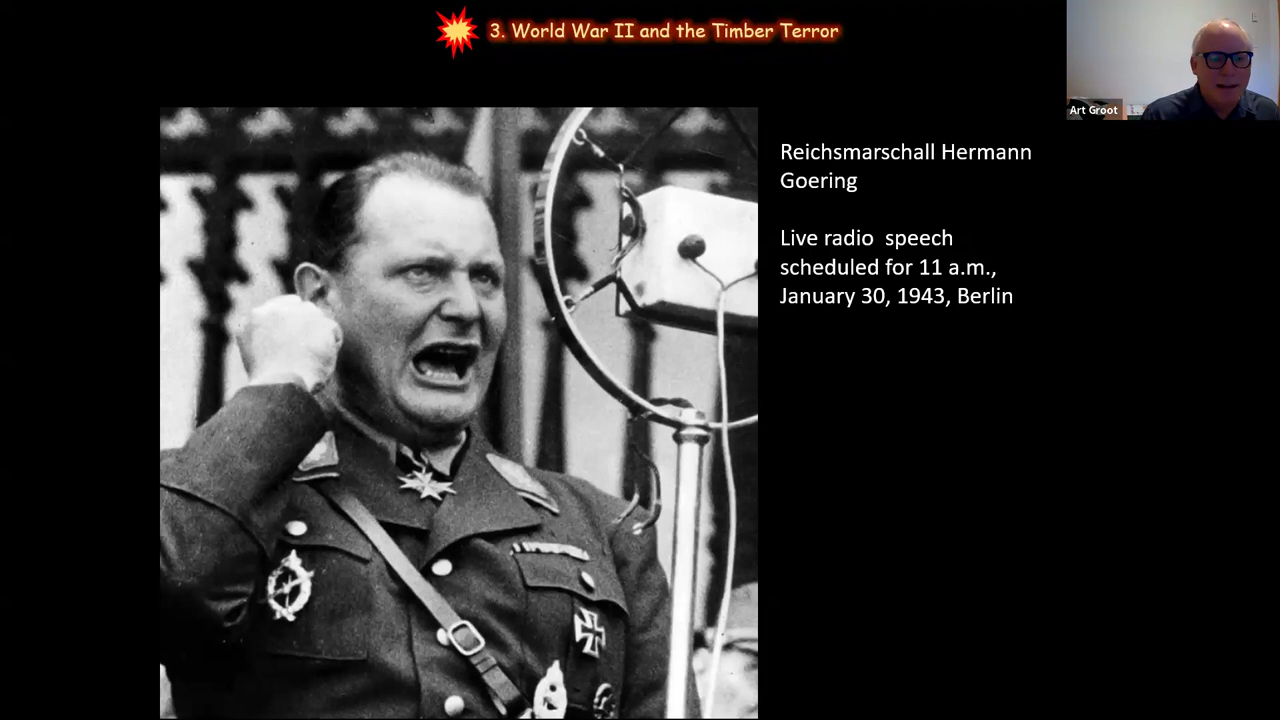 3. World War II and the Timber Terror
Art Groot
Reichsmarschall Hermann
Goering
Live radio speech
scheduled for 11 a.m.,
January 30, 1943, Berlin